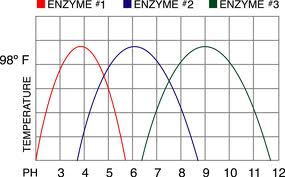 ENZYME #1 ENZYME #2 ENZYME #3
98° F
TEMPERATURE
PH 3 4 5 6 7 8 9 10 11 12